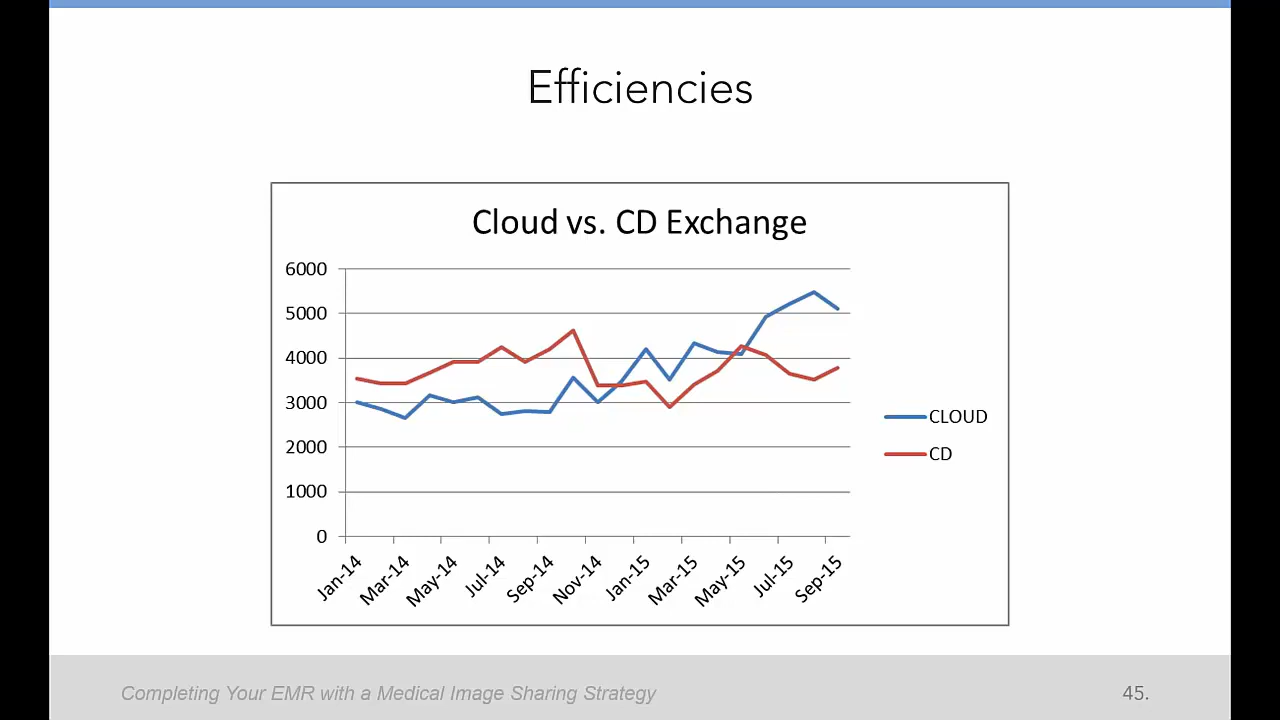 Efficiencies
Cloud vs. CD Exchange
6000
5000
4000
3000
2000
1000
0
Jan-14
Mar-14
May-14
Jul-14
Sep-14
Nov-14
Jan-15
Mar-15
May-15
Jul-15
Sep-15
CLOUD
CD
Completing Your EMR with a Medical Image Sharing Strategy
45.